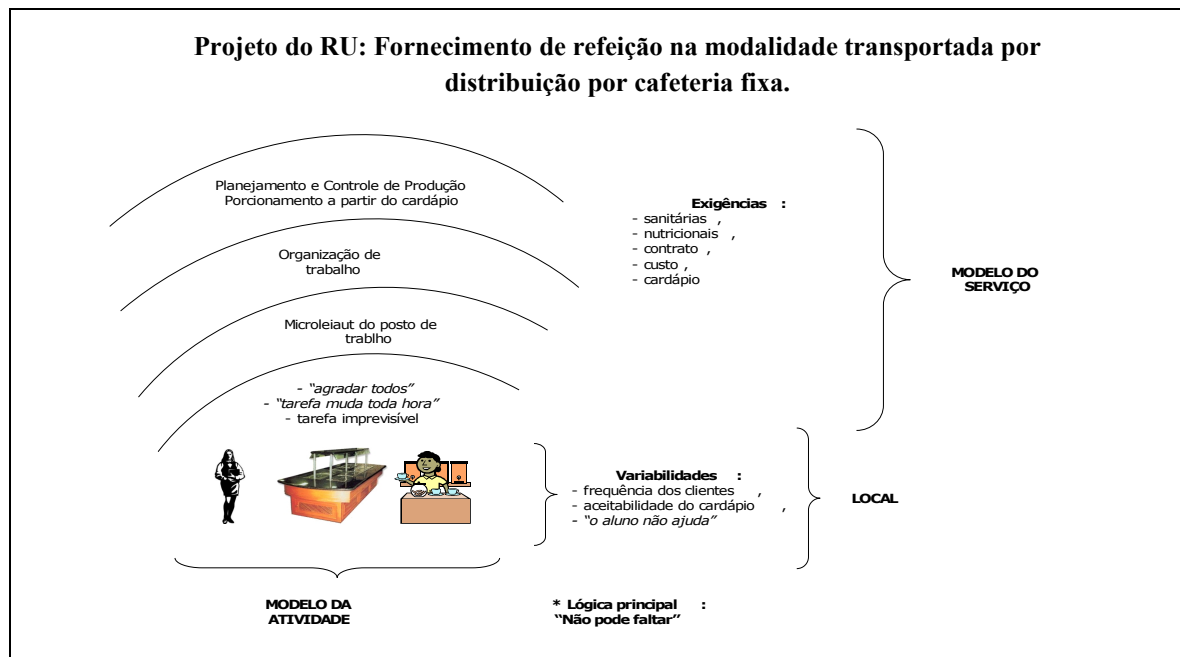 Projeto do RU: Fornecimento de refeição na modalidade transportada por
distribuição por cafeteria fixa.
Planejamento e Controle de Produção
Porcionamento a partir do cardápio
Organização de
trabalho
Microleiaut do posto de
trablho
- “agradar todos”
- “tarefa muda toda hora”
- tarefa imprevisível
Exigências :
- sanitárias ,
- nutricionais ,
- contrato ,
- custo ,
- cardápio
MODELO DO
SERVIÇO
Variabilidades :
- frequência dos clientes ,
- aceitabilidade do cardápio ,
- “o aluno não ajuda”
LOCAL
MODELO DA
ATIVIDADE
* Lógica principal :
“Não pode faltar”